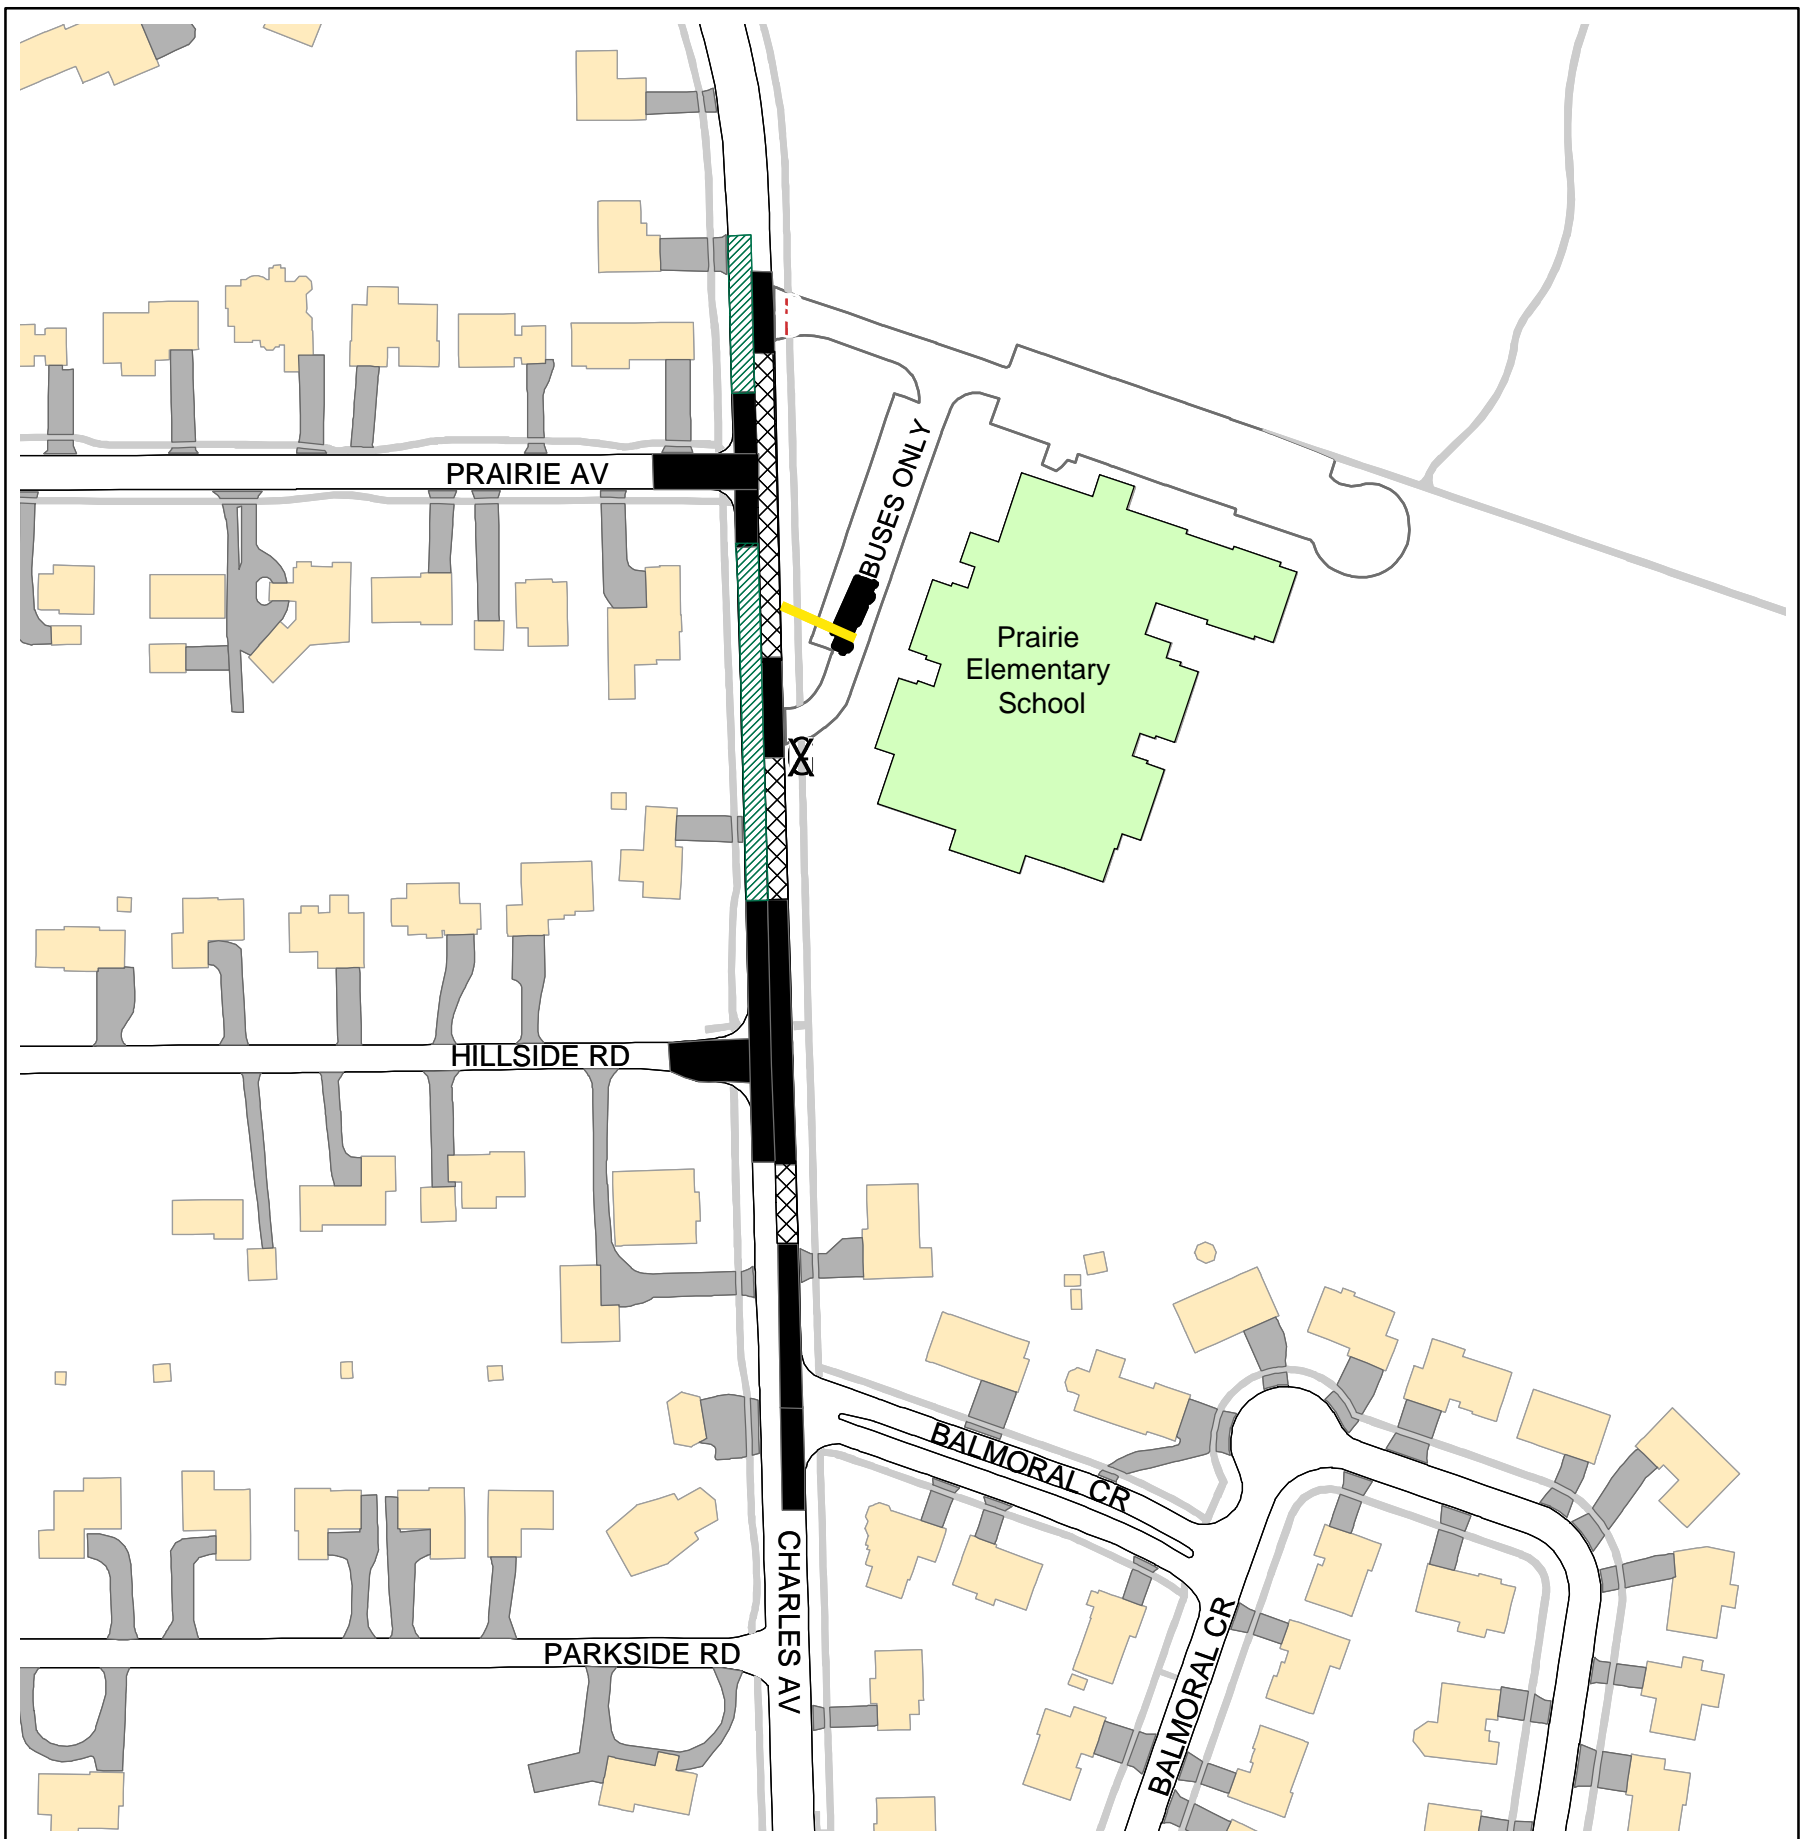 PRAIRIE AV
BUSES ONLY
Prairie
Elementary
School
HILLSIDE RD
BALMORAL CR
CHARLES AV
BALMORAL CR
PARKSIDE RD